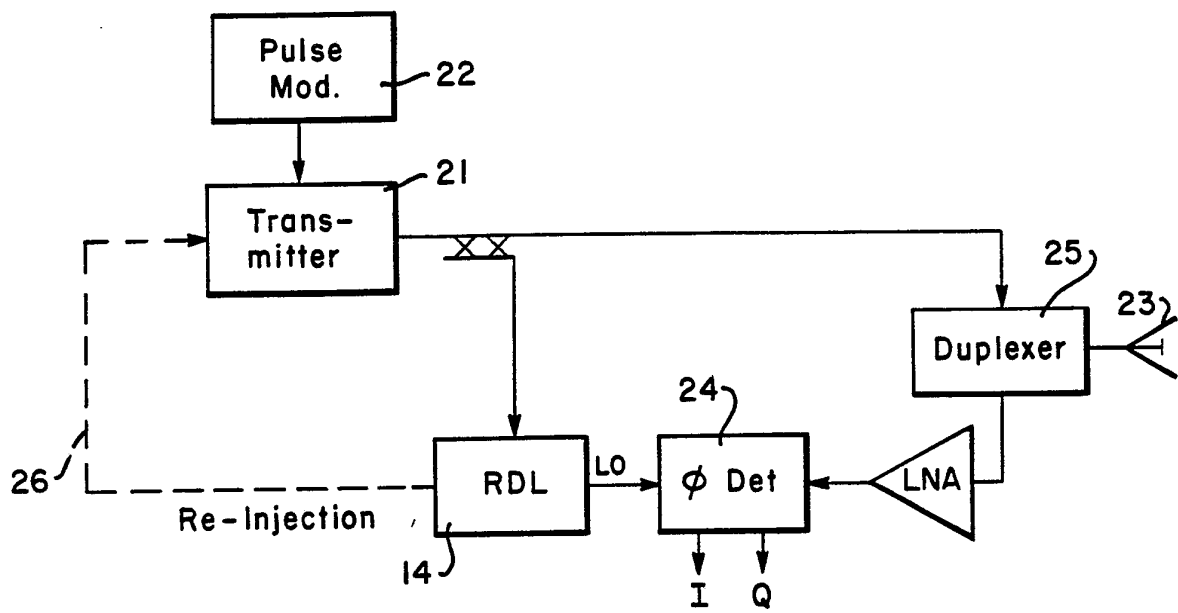 Pulse
Mod.
22
21
Trans-
mitter
25
23
Duplexer
24
26
RDL
LO
φ Det
LNA
Re-Injection
14
I
Q